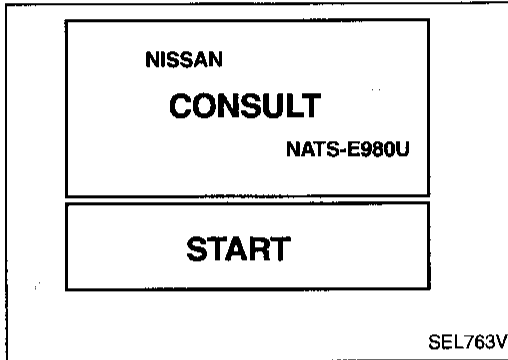 NISSAN
CONSULT
NATS-E980U
START
SEL763V